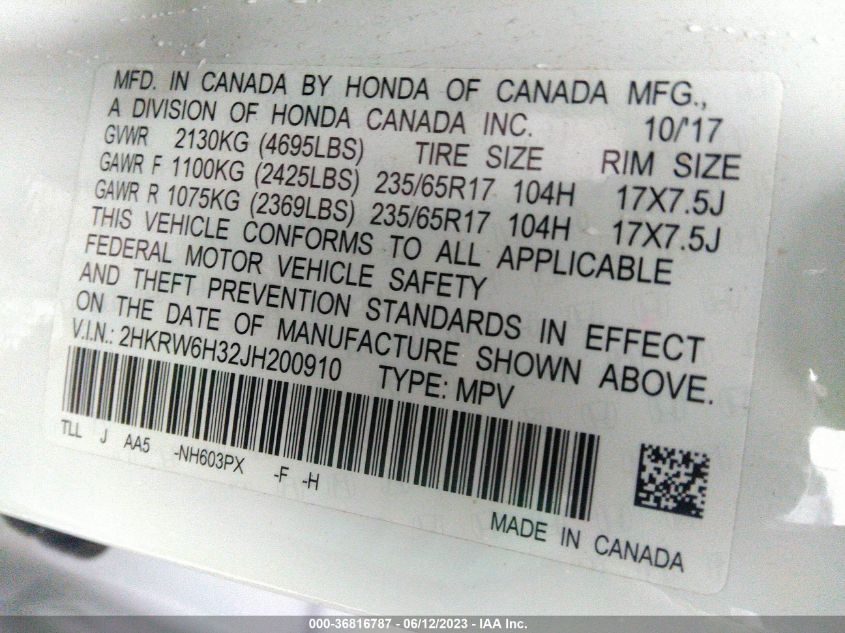 MFD. IN CANADA BY HONDA OF CANADA MFG.,
A DIVISION OF HONDA CANADA INC. 10/'17
GVWR 2130KG (4695LBS) TIRE SIZE RIM SIZE
GAWR F 1100KG (2425LBS) 235/65R17 104H 17X7.5J
GAWR R 1075KG (2369LBS) 235/65R17 104H 17X7.5J
THIS VEHICLE CONFORMS TO ALL APPLICABLE
FEDERAL MOTOR VEHICLE SAFETY
AND THEFT PREVENTION STANDARDS IN EFFECT
ON THE DATE OF MANUFACTURE SHOWN ABOVE.
V.I.N.: 2HKRW6H32JH200910 TYPE: MPV
TLL J AA5 -NH603PX -F -H
MADE IN CANADA
000-36816787 - 06/12/2023 - IAA Inc.